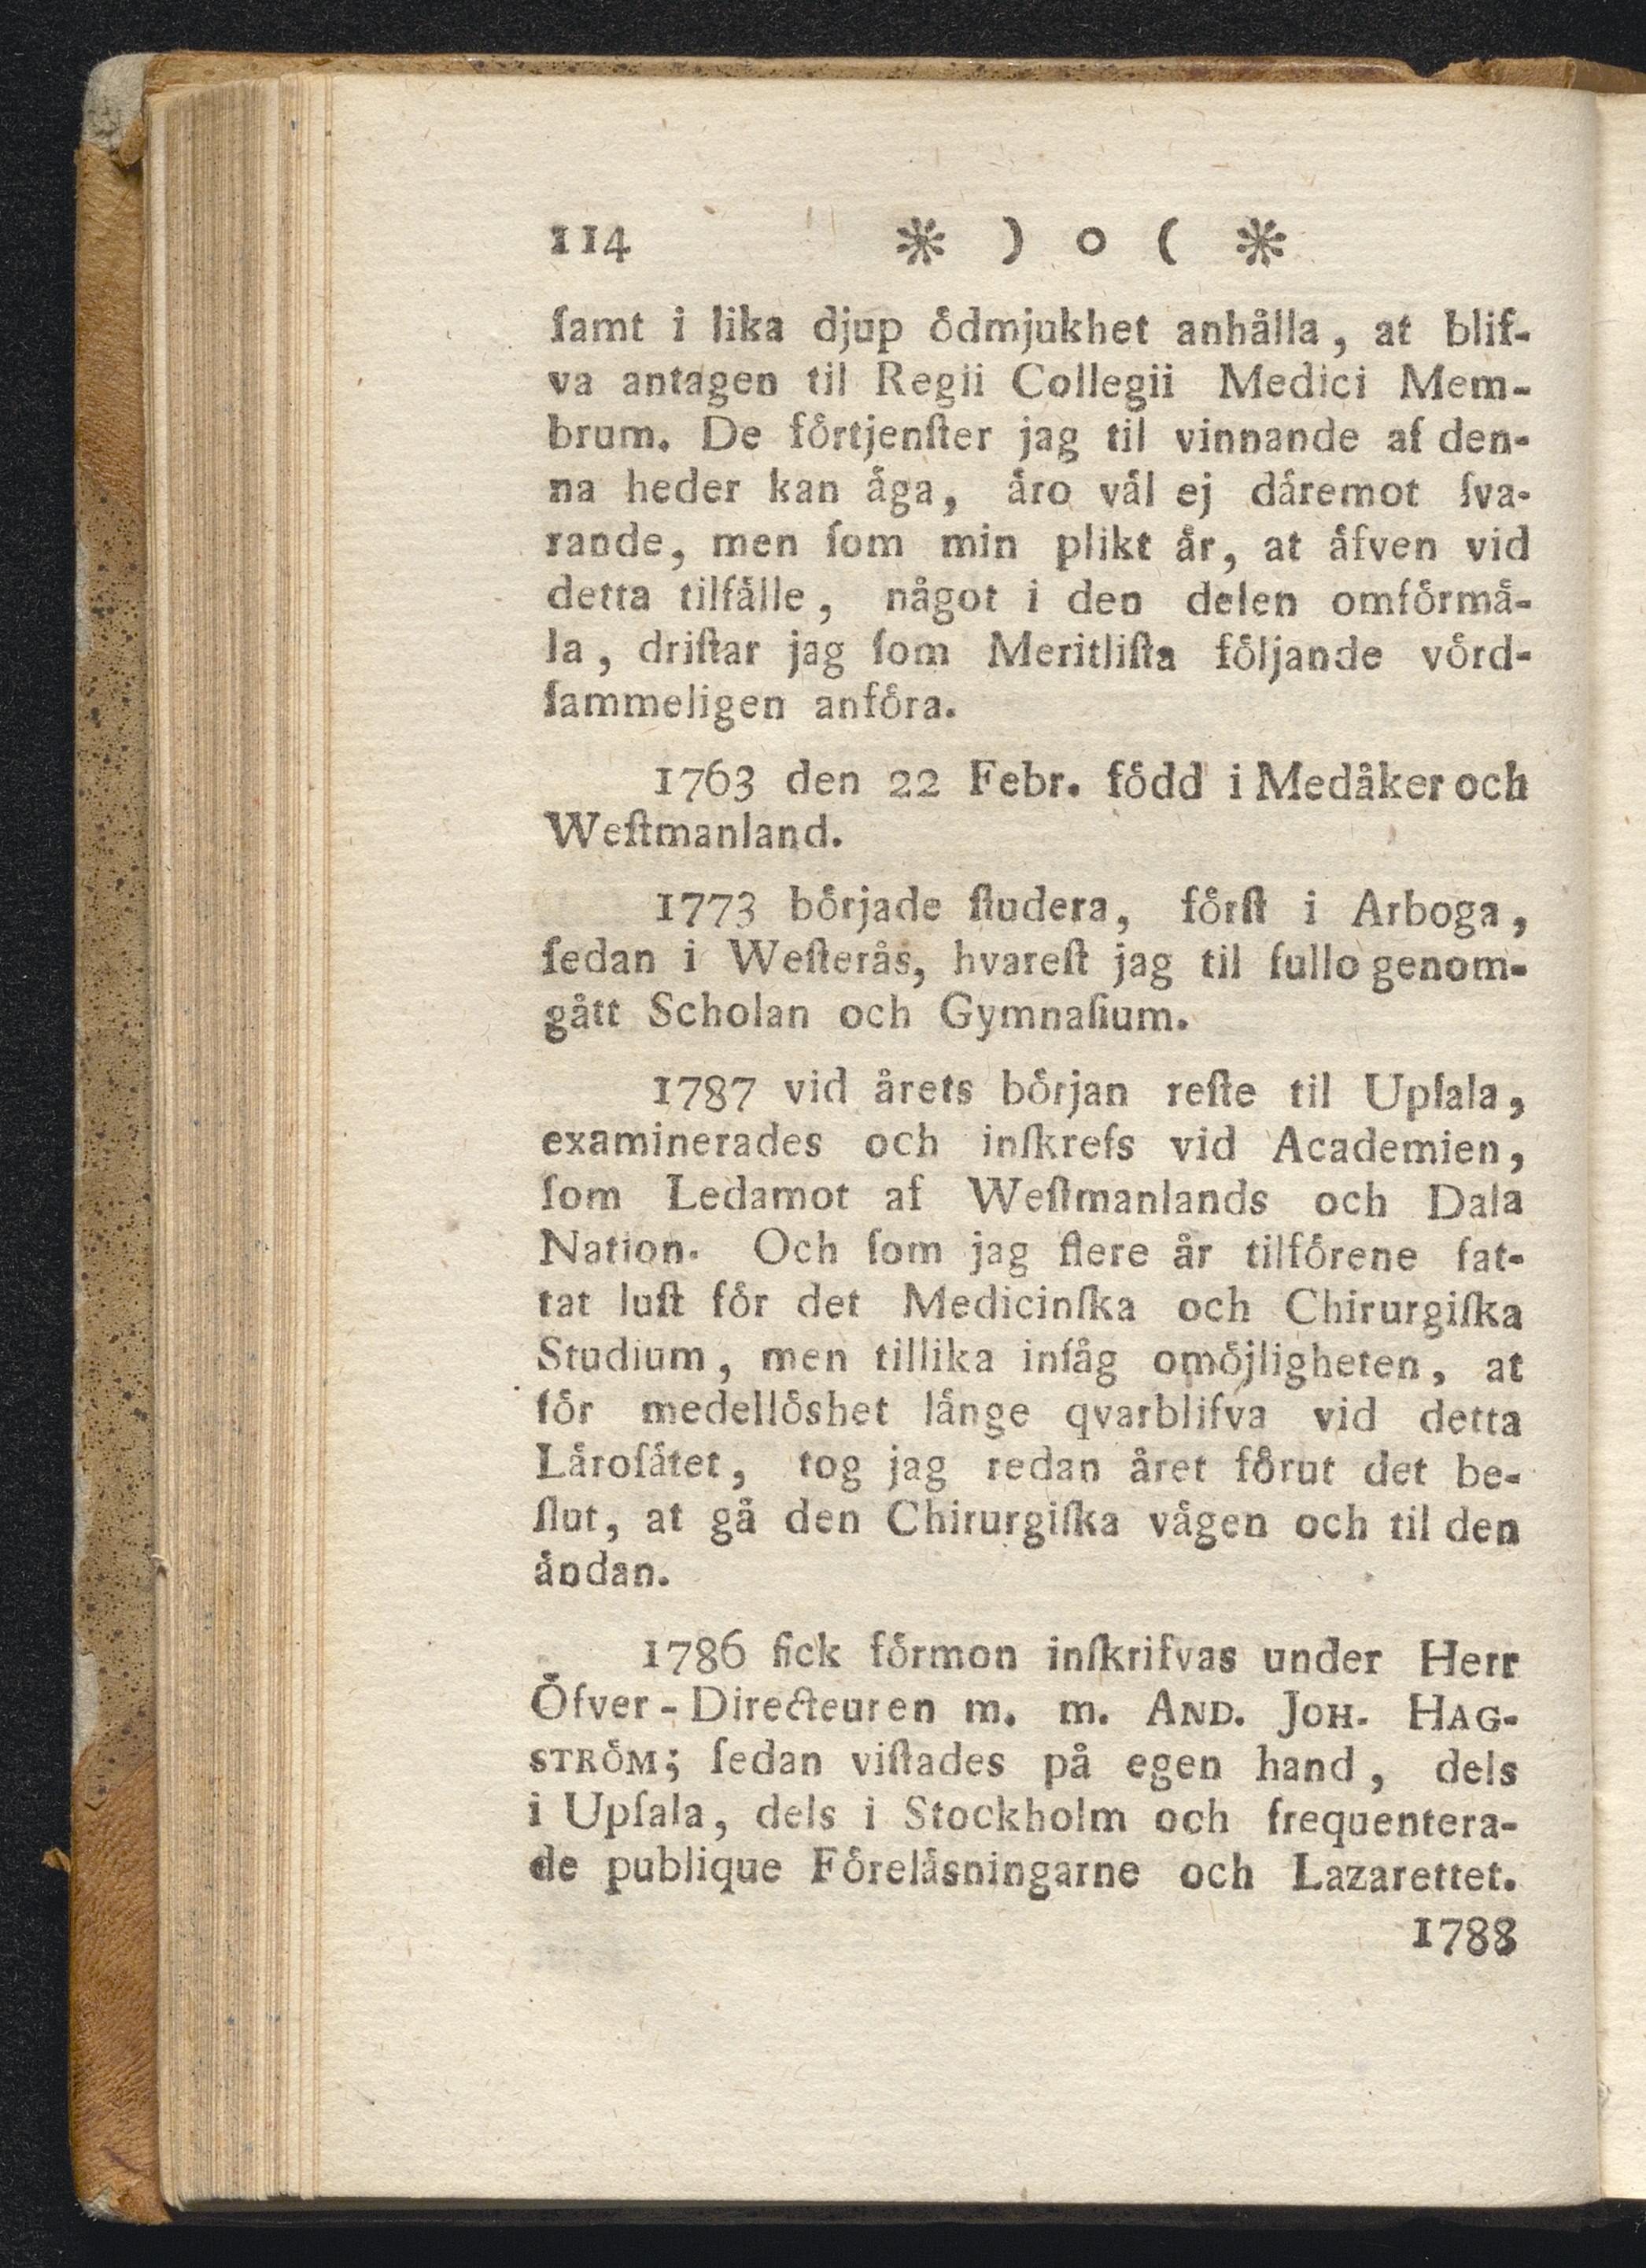 114 ❊ ) o ( ❊
ſamt i lika djup ödmjukhet anhålla, at blif-
va antagen til Regii Collegii Medici Mem-
brum. De förtjenſter jag til vinnande af den-
na heder kan äga, äro väl ej däremot ſva-
rande, men ſom min plikt är, at äfven vid
detta tilfälle, något i den delen omförmä-
la, driſtar jag ſom Meritliſta följande vörd-
ſammeligen anföra.
1763 den 22 Febr. född i Medåker och
Weſtmanland.
1773 började ſtudera, förſt i Arboga,
ſedan i Weſterås, hvareſt jag til fullo genom-
gått Scholan och Gymnaſium.
1787 vid årets början reſte til Upſala,
examinerades och inſkrefs vid Academien,
ſom Ledamot af Weſtmanlands och Dala
Nation. Och ſom jag flere år tilförene fat-
tat luſt för det Medicinſka och Chirurgiſka
Studium, men tillika inſåg omöjligheten, at
för medellöshet länge qvarblifva vid detta
Läroſätet, tog jag redan året förut det be-
ſlut, at gå den Chirurgiſka vägen och til den
ändan.
1786 fick förmon inſkrifvas under Herr
Öfver-Directeuren m. m. AND. JOH. HAG-
STRÖM; ſedan viſtades på egen hand, dels
i Upſala, dels i Stockholm och frequentera-
de publique Föreläsningarne och Lazarettet.
1788